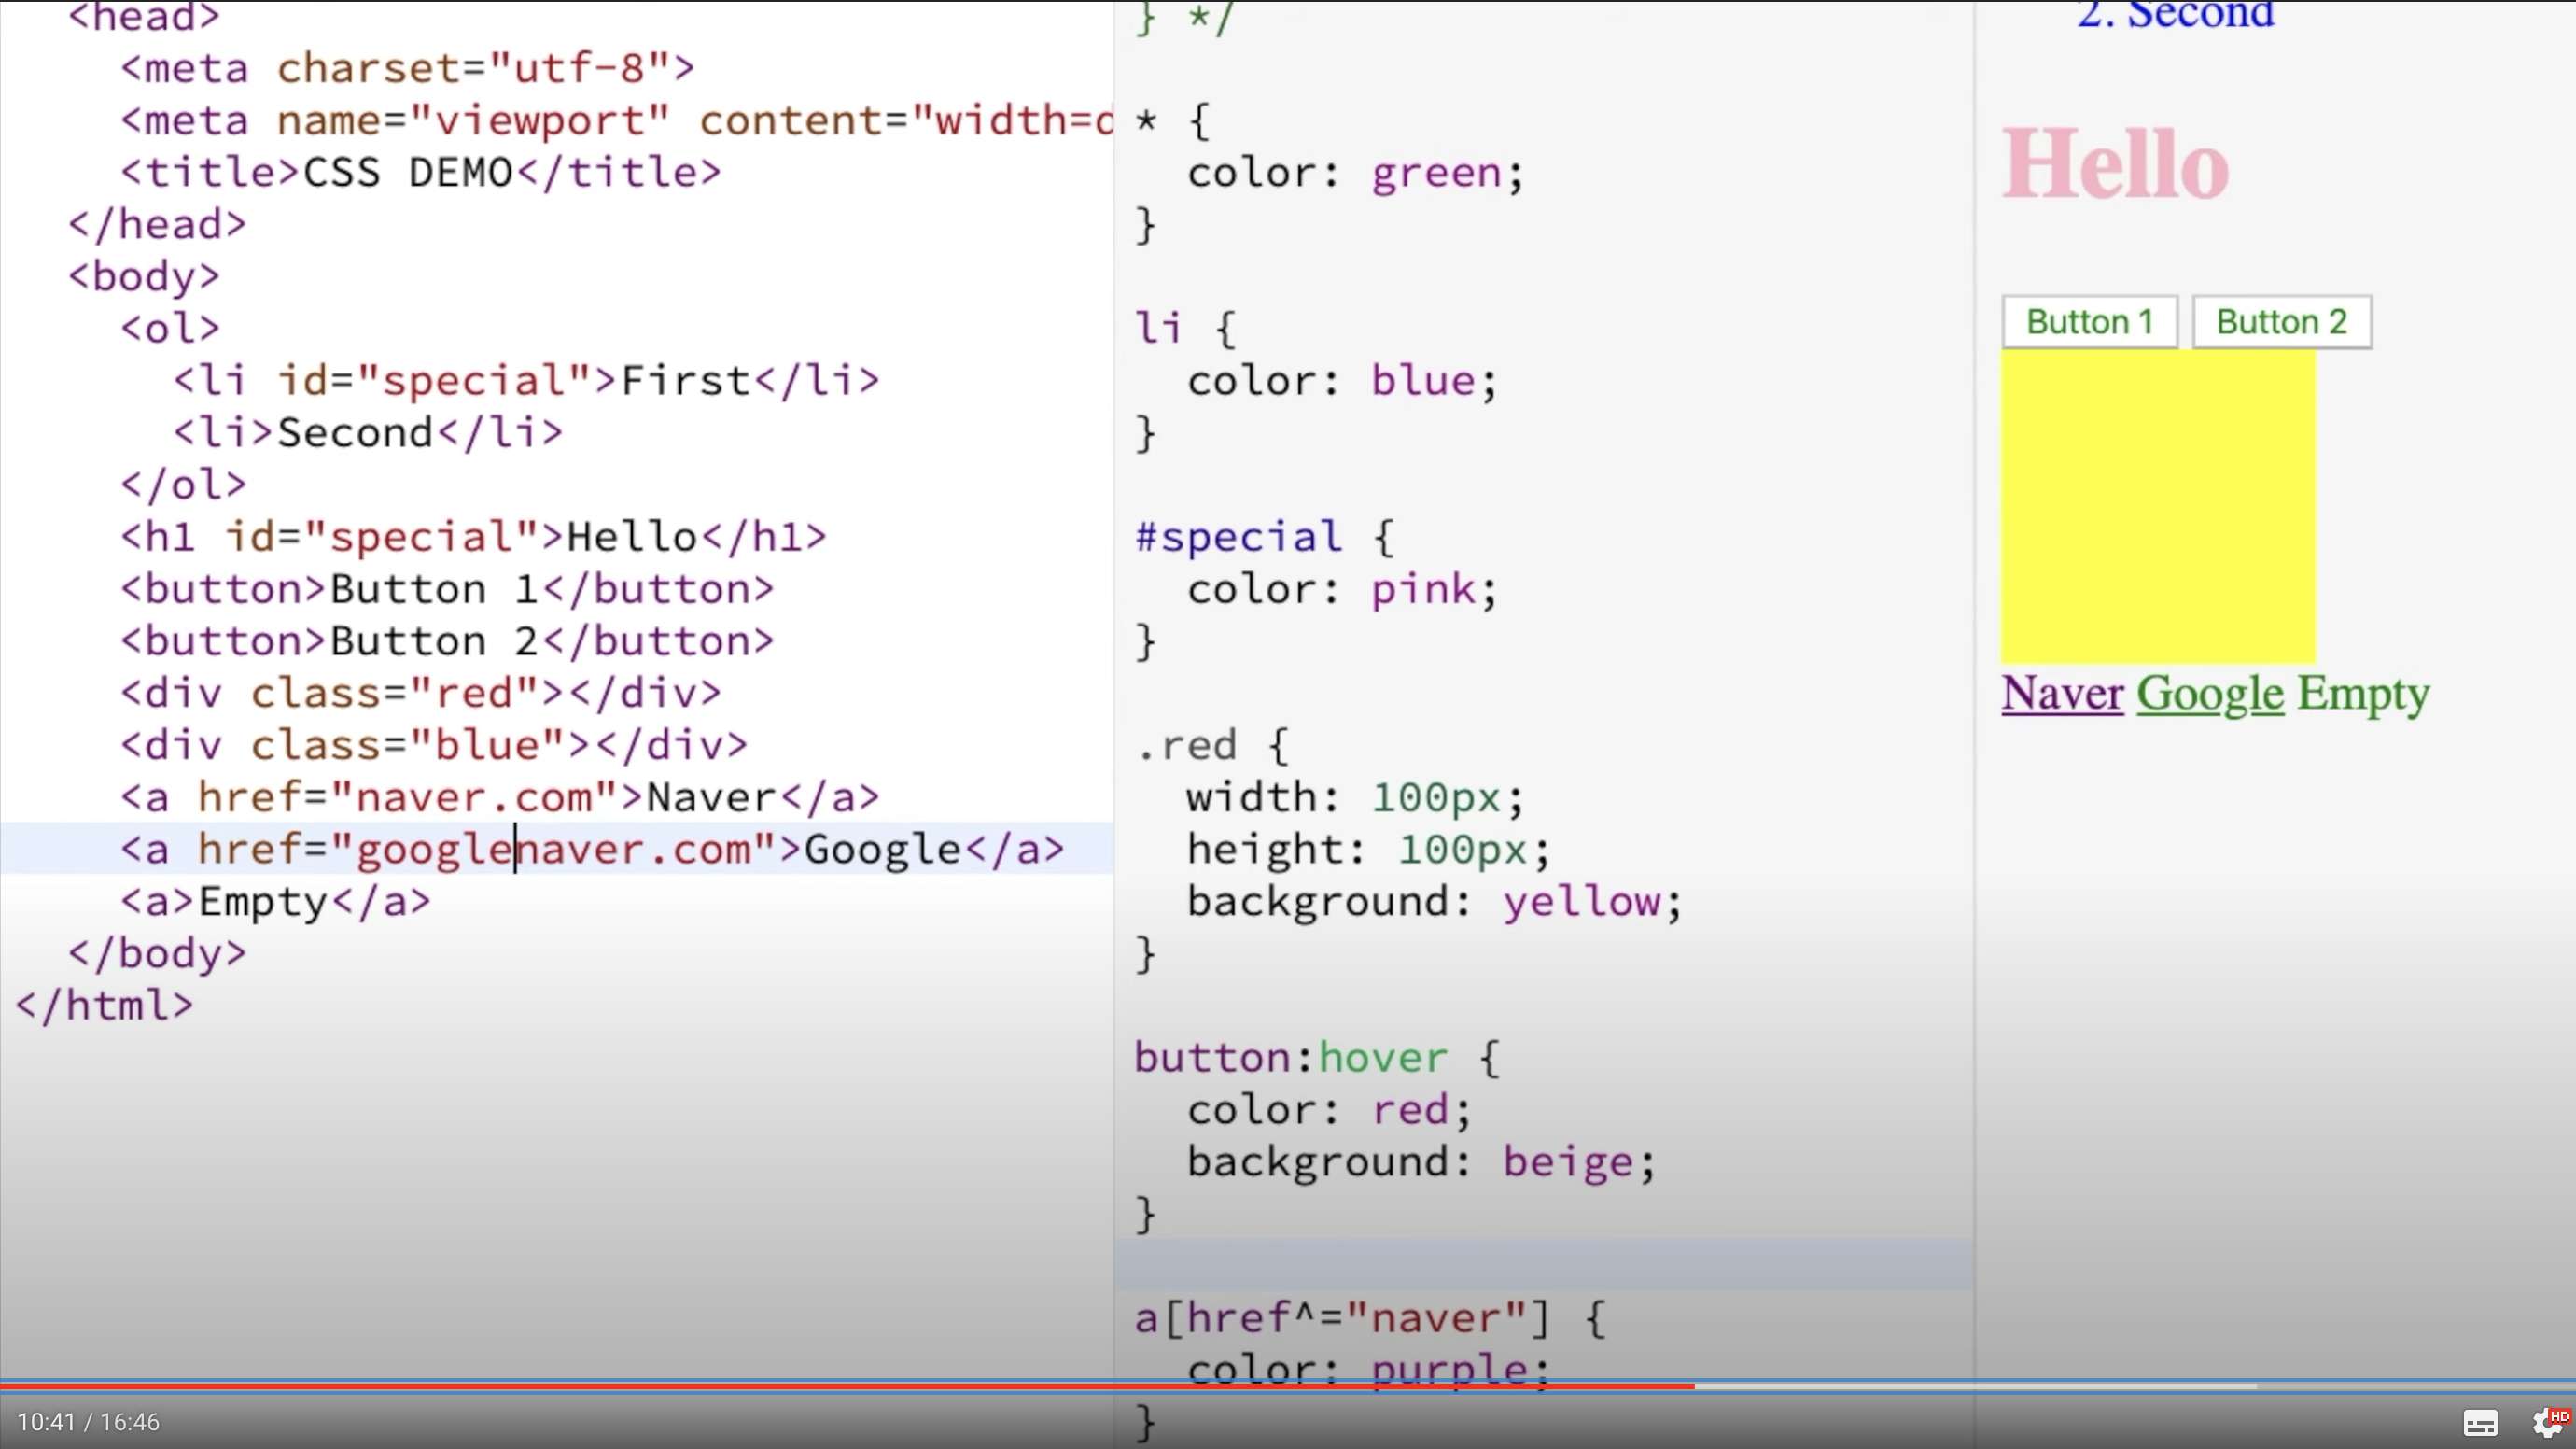 <head>
<meta charset="utf-8">
<meta name="viewport" content="width=d
<title>CSS DEMO</title>
</head>
<body>
<ol>
<li id="special">First</li>
<li>Second</li>
</ol>
<h1 id="special">Hello</h1>
<button>Button 1</button>
<button>Button 2</button>
<div class="red"></div>
<div class="blue"></div>
<a href="naver.com">Naver</a>
<a href="googlenaver.com">Google</a>
<a>Empty</a>
</body>
</html>
} */
* {
color: green;
}
li {
color: blue;
}
#special {
color: pink;
}
.red {
width: 100px;
height: 100px;
background: yellow;
}
button:hover {
color: red;
background: beige;
}
a[href^="naver"] {
color: purple;
}
2. Second
Hello
Button 1 Button 2
Naver Google Empty
10:41 / 16:46
HD